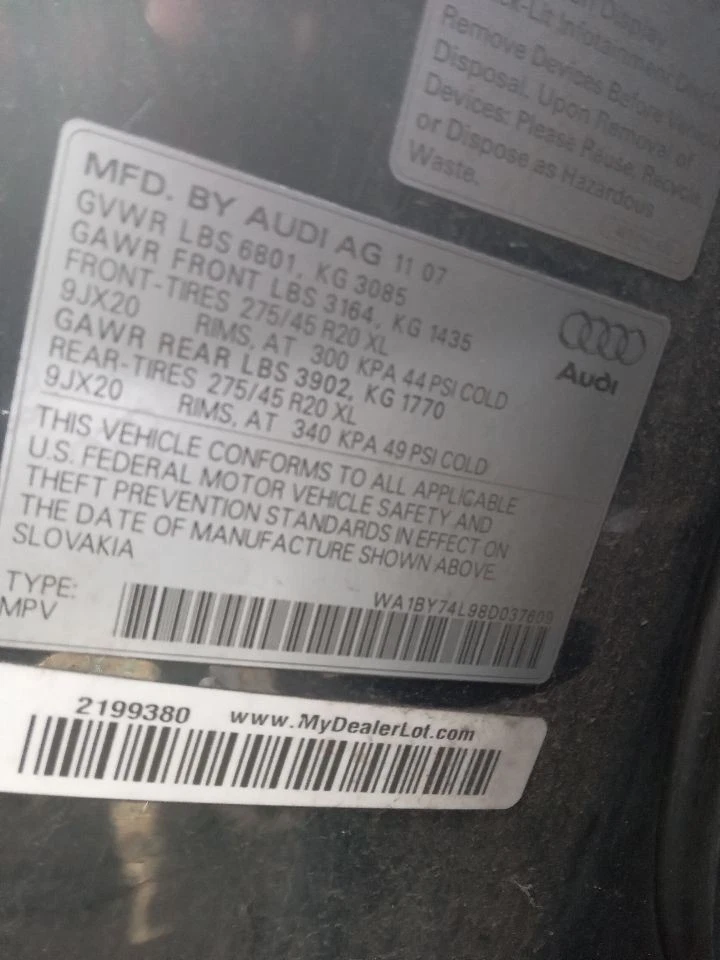 Display
Infotainment
Remove Devices Before
Disposal. Upon Removal of
Devices: Please Reuse, Recycle,
or Dispose as Hazardous
Waste.
MFD. BY AUDI AG 11 07
GVWR LBS 6801, KG 3085
GAWR FRONT LBS 3164, KG 1435
FRONT-TIRES 275/45 R20 XL
9JX20 RIMS, AT 300 KPA 44 PSI COLD
GAWR REAR LBS 3902, KG 1770
REAR-TIRES 275/45 R20 XL
9JX20 RIMS, AT 340 KPA 49 PSI COLD
Audi
THIS VEHICLE CONFORMS TO ALL APPLICABLE
U.S. FEDERAL MOTOR VEHICLE SAFETY AND
THEFT PREVENTION STANDARDS IN EFFECT ON
THE DATE OF MANUFACTURE SHOWN ABOVE.
SLOVAKIA
TYPE:
MPV
WA1BY74L98D037609
2199380 www.MyDealerLot.com